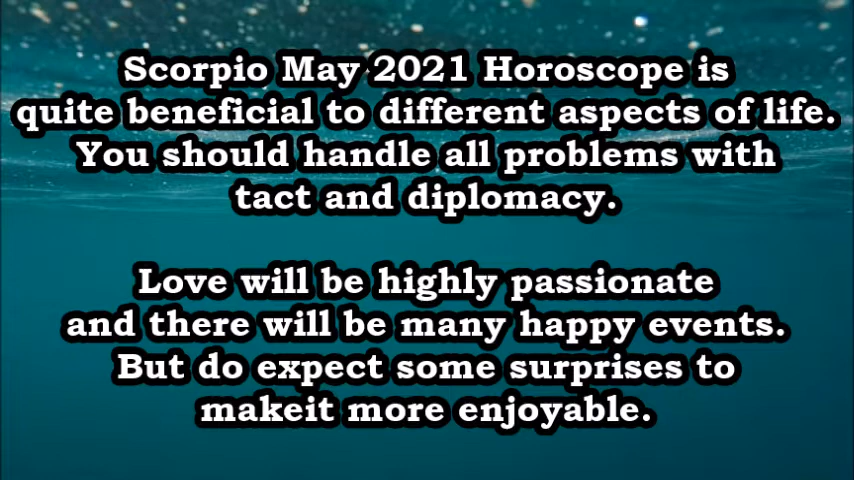 Scorpio May 2021 Horoscope is
quite beneficial to different aspects of life.
You should handle all problems with
tact and diplomacy.
Love will be highly passionate
and there will be many happy events.
But do expect some surprises to
makeit more enjoyable.